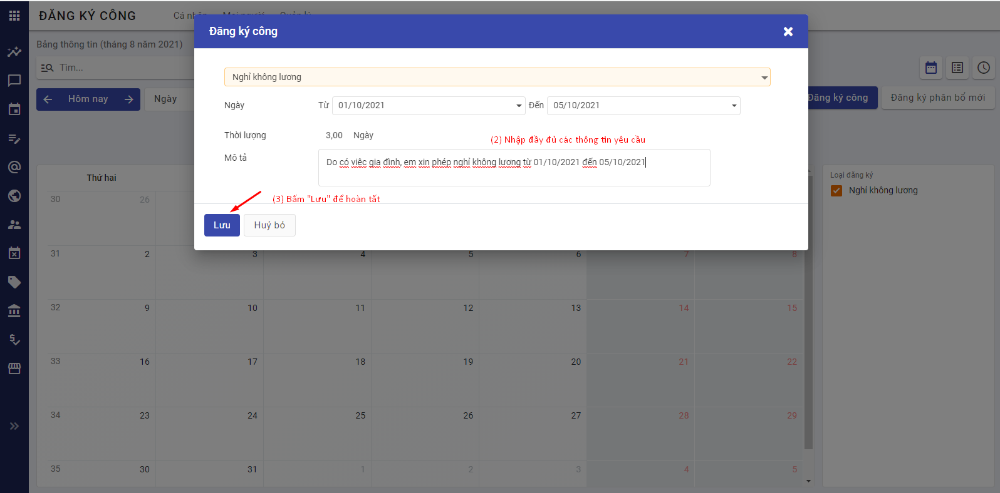 ĐĂNG KÝ CÔNG
Cá nhân Mọi người Quản lý
Đăng ký công
Bảng thông tin (tháng 8 năm 2021)
Tìm...
Hôm nay
Ngày
Đăng ký công
Đăng ký phân bổ mới
Nghỉ không lương
Ngày Từ 01/10/2021 Đến 05/10/2021
Thời lượng 3,00 Ngày
(2) Nhập đầy đủ các thông tin yêu cầu
Mô tả
Do có việc gia đình, em xin phép nghỉ không lương từ 01/10/2021 đến 05/10/2021
(3) Bấm "Lưu" để hoàn tất
Lưu Huỷ bỏ
Thứ hai
30 26
31 2 3 4 5 6 7 8
32 9 10 11 12 13 14 15
33 16 17 18 19 20 21 22
34 23 24 25 26 27 28 29
35 30 31 1 2 3 4 5
Loại đăng ký
Nghỉ không lương